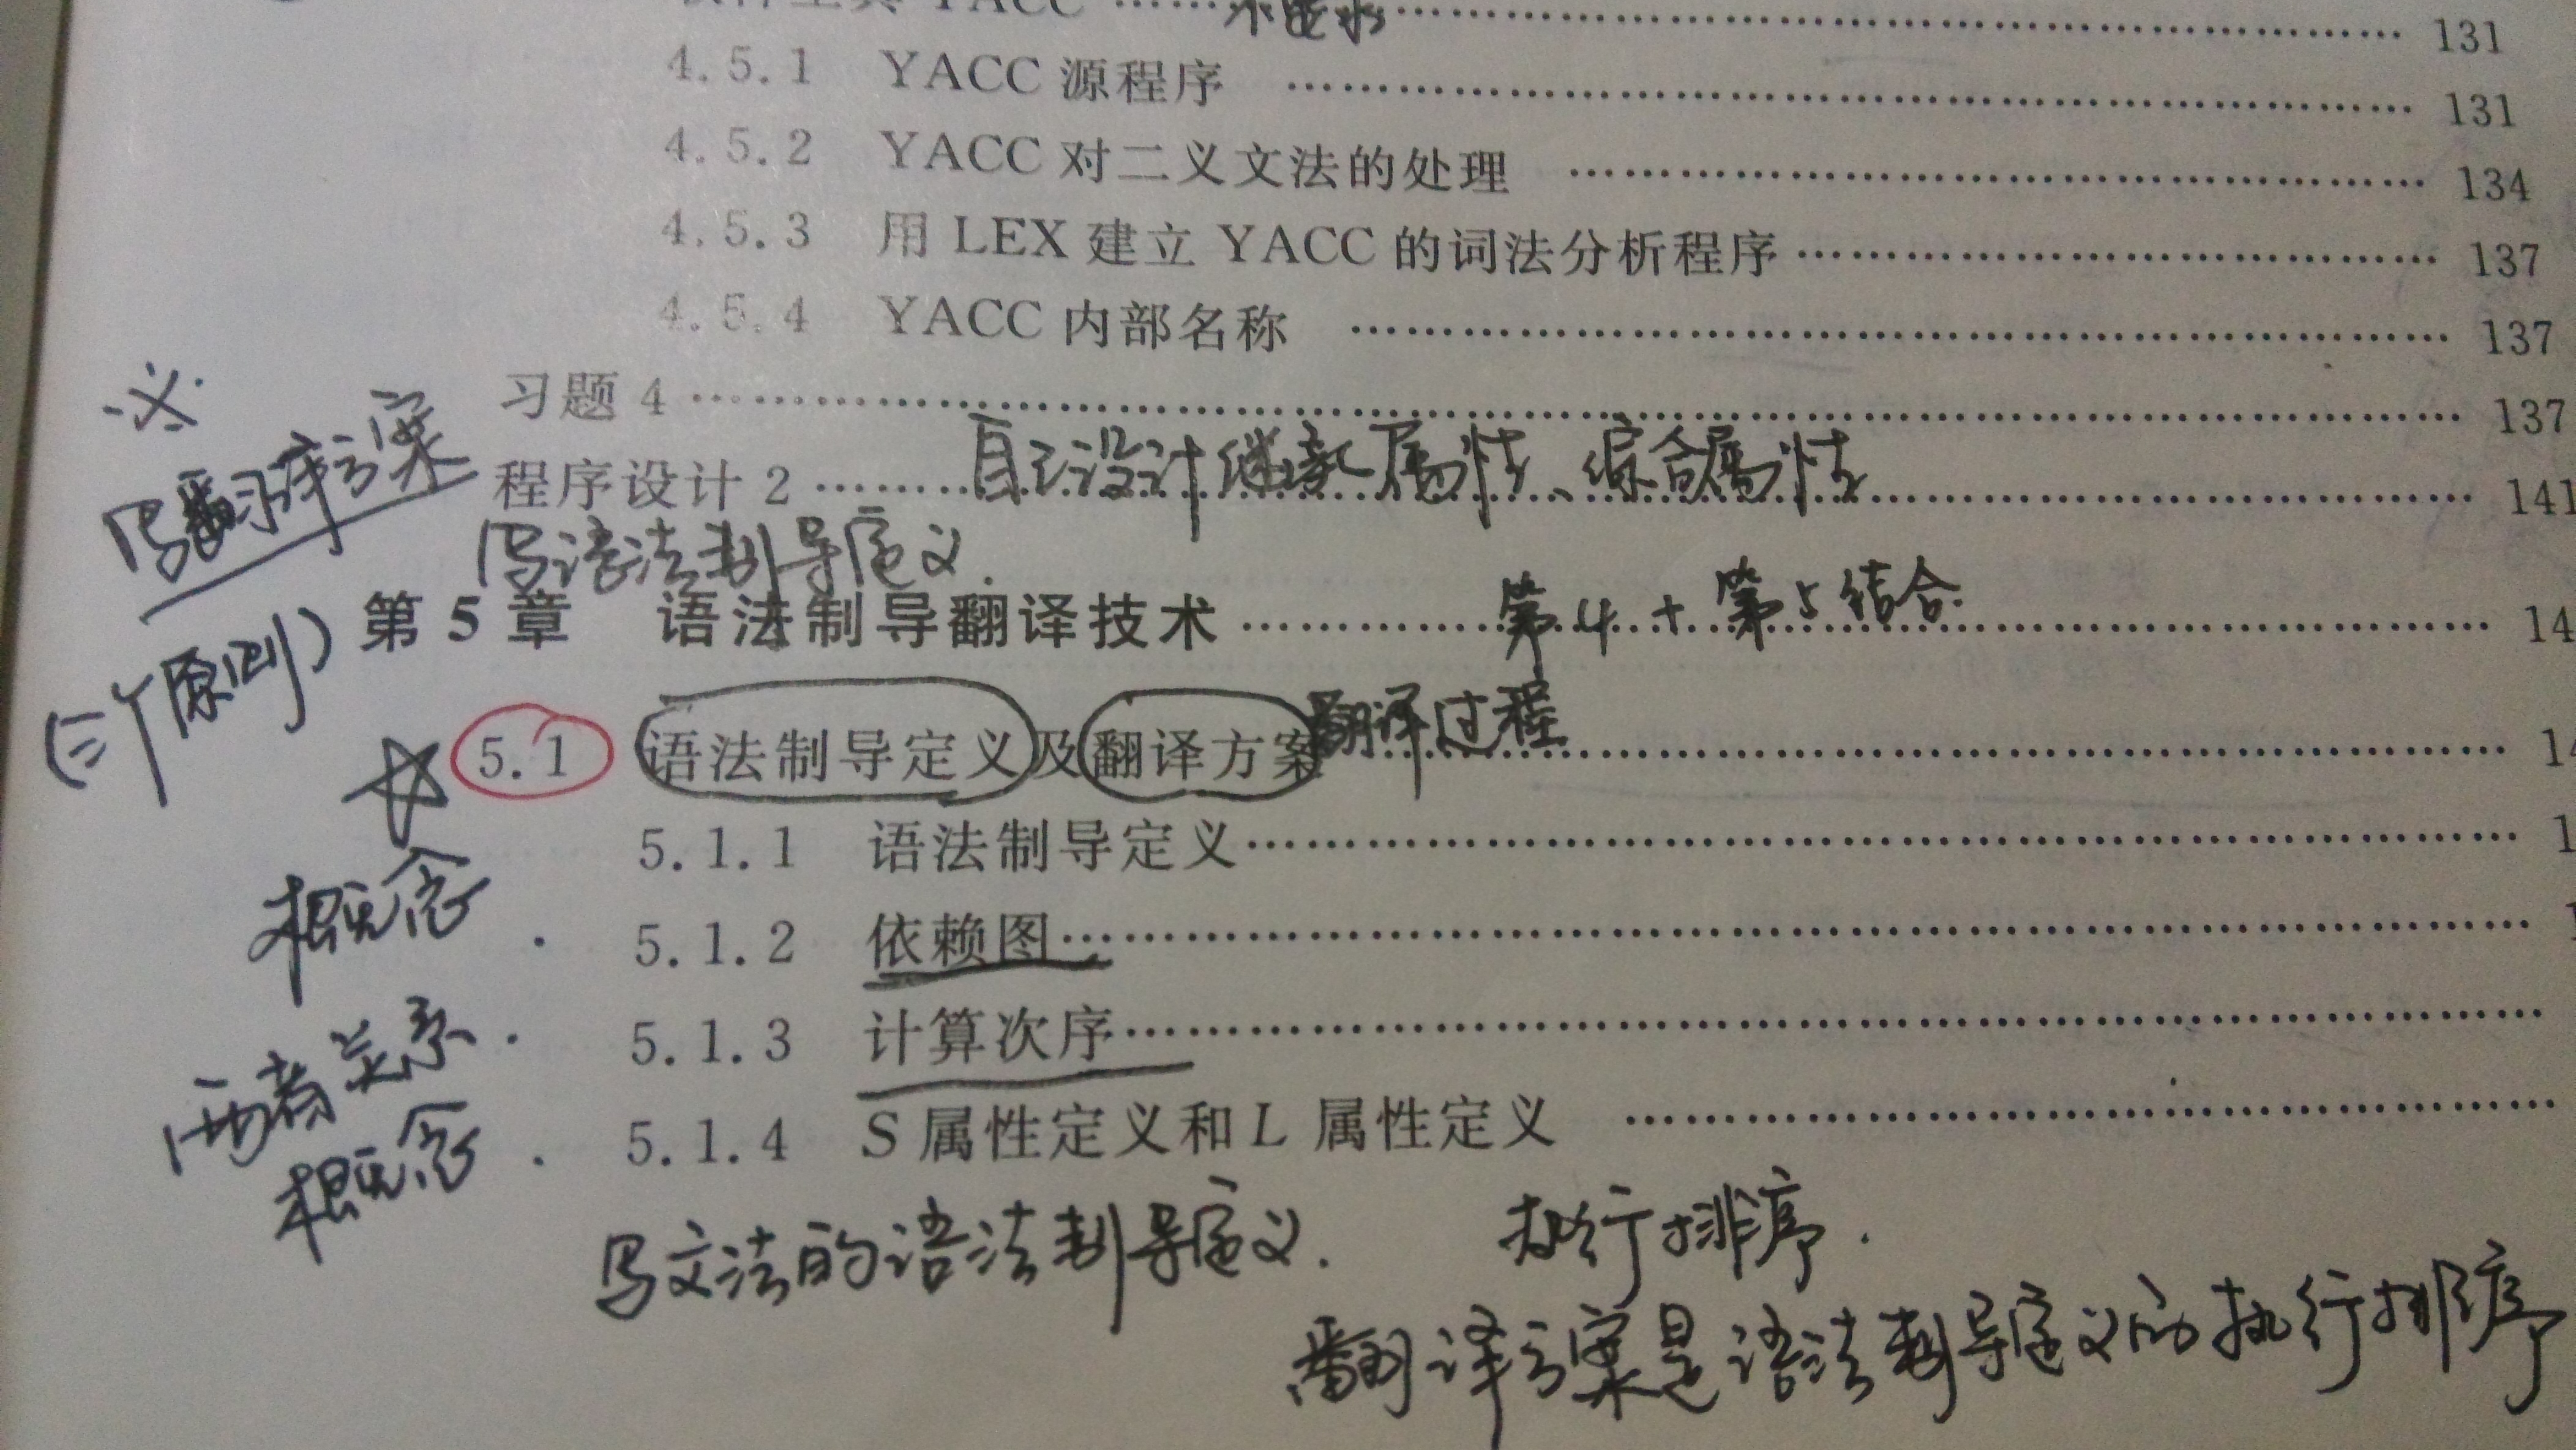 YACC …… 不要求 …… 131
4.5.1 YACC 源程序 …… 131
4.5.2 YACC 对二义文法的处理 …… 134
4.5.3 用 LEX 建立 YACC 的词法分析程序 …… 137
4.5.4 YACC 内部名称 …… 137
习题 4 …… 137
自己设计继承属性、综合属性
程序设计 2 …… 141
写翻译方案
写语法制导定义.
第 5 章 语法制导翻译技术 …… 第4+第5结合. 14
(三个原则)
5.1 语法制导定义及翻译方案 翻译过程 …… 14
5.1.1 语法制导定义 …… 1
概念 . 5.1.2 依赖图 …… 1
两者关系 . 5.1.3 计算次序 ……
概念 . 5.1.4 S 属性定义和 L 属性定义 ……
写文法的语法制导定义. 执行排序.
翻译方案是语法制导定义的执行排序